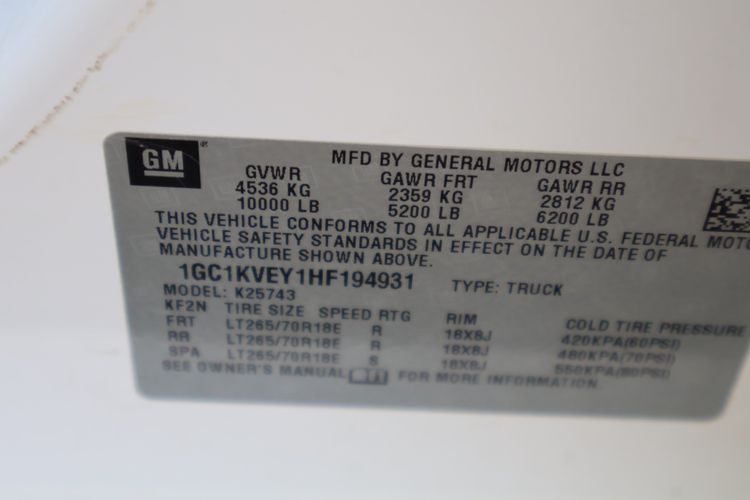 GM
MFD BY GENERAL MOTORS LLC
GVWR GAWR FRT GAWR RR
4536 KG 2359 KG 2812 KG
10000 LB 5200 LB 6200 LB
THIS VEHICLE CONFORMS TO ALL APPLICABLE U.S. FEDERAL MOTO
VEHICLE SAFETY STANDARDS IN EFFECT ON THE DATE OF
MANUFACTURE SHOWN ABOVE.
1GC1KVEY1HF194931 TYPE: TRUCK
MODEL: K25743
KF2N TIRE SIZE SPEED RTG RIM COLD TIRE PRESSURE
FRT LT265/70R18E R 18X8J 420KPA(60PSI)
RR LT265/70R18E R 18X8J 480KPA(70PSI)
SPA LT265/70R18E S 18X8J 550KPA(80PSI)
SEE OWNER'S MANUAL FOR MORE INFORMATION